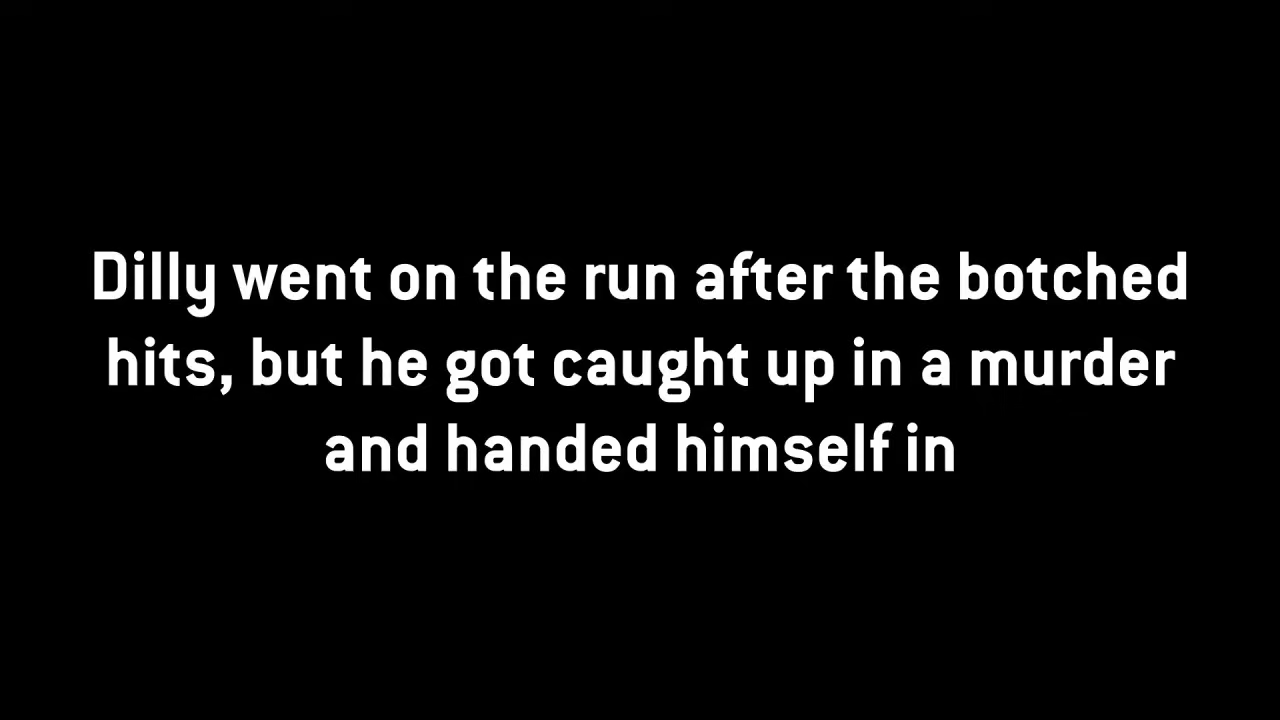 Dilly went on the run after the botched
hits, but he got caught up in a murder
and handed himself in